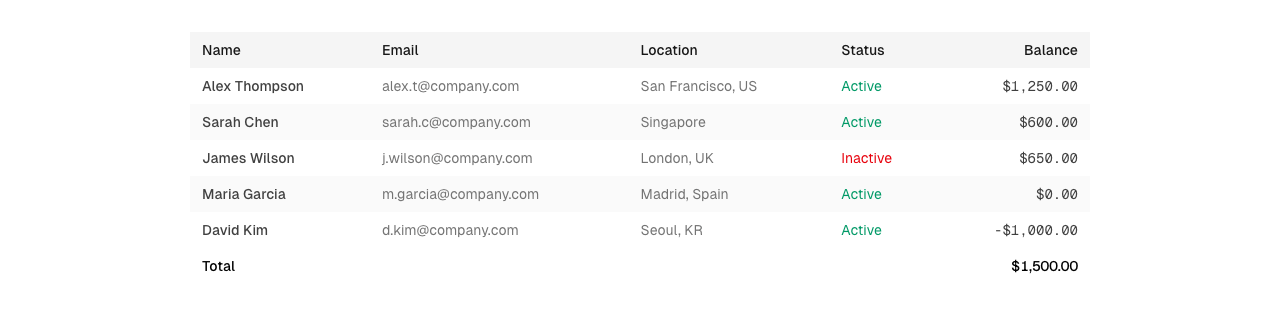 Name Email Location Status Balance
Alex Thompson alex.t@company.com San Francisco, US Active $1,250.00
Sarah Chen sarah.c@company.com Singapore Active $600.00
James Wilson j.wilson@company.com London, UK Inactive $650.00
Maria Garcia m.garcia@company.com Madrid, Spain Active $0.00
David Kim d.kim@company.com Seoul, KR Active -$1,000.00
Total $1,500.00